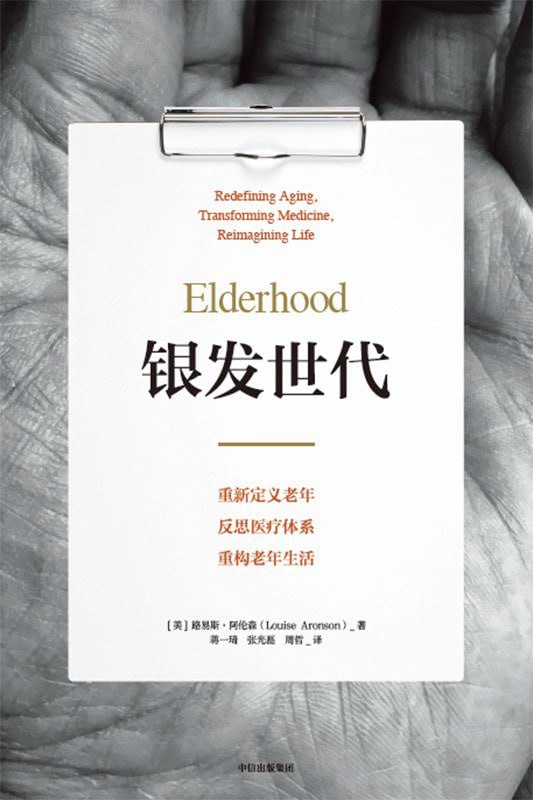 Redefining Aging,
Transforming Medicine,
Reimagining Life
Elderhood
银发世代
重新定义老年
反思医疗体系
重构老年生活
[美]路易斯·阿伦森(Louise Aronson)_著
蒋一琦 张光磊 周哲_译
中信出版集团